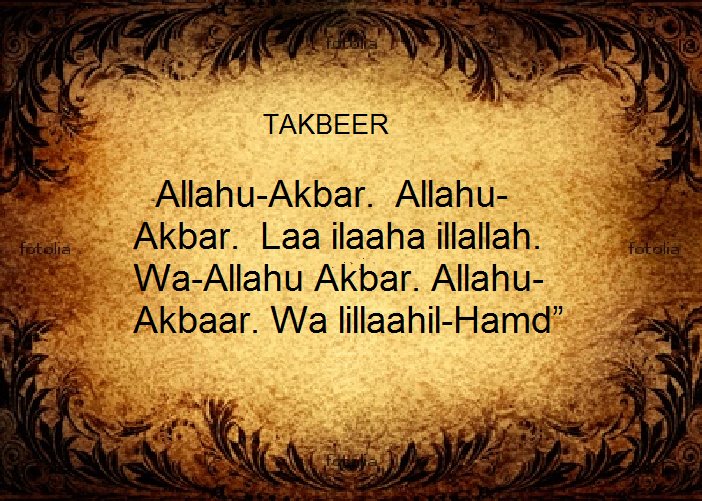 fotolia
TAKBEER
Allahu-Akbar.  Allahu-
Akbar.  Laa ilaaha illallah.
fotolia
fotolia
Wa-Allahu Akbar. Allahu-
Akbaar. Wa lillaahil-Hamd”
fotolia